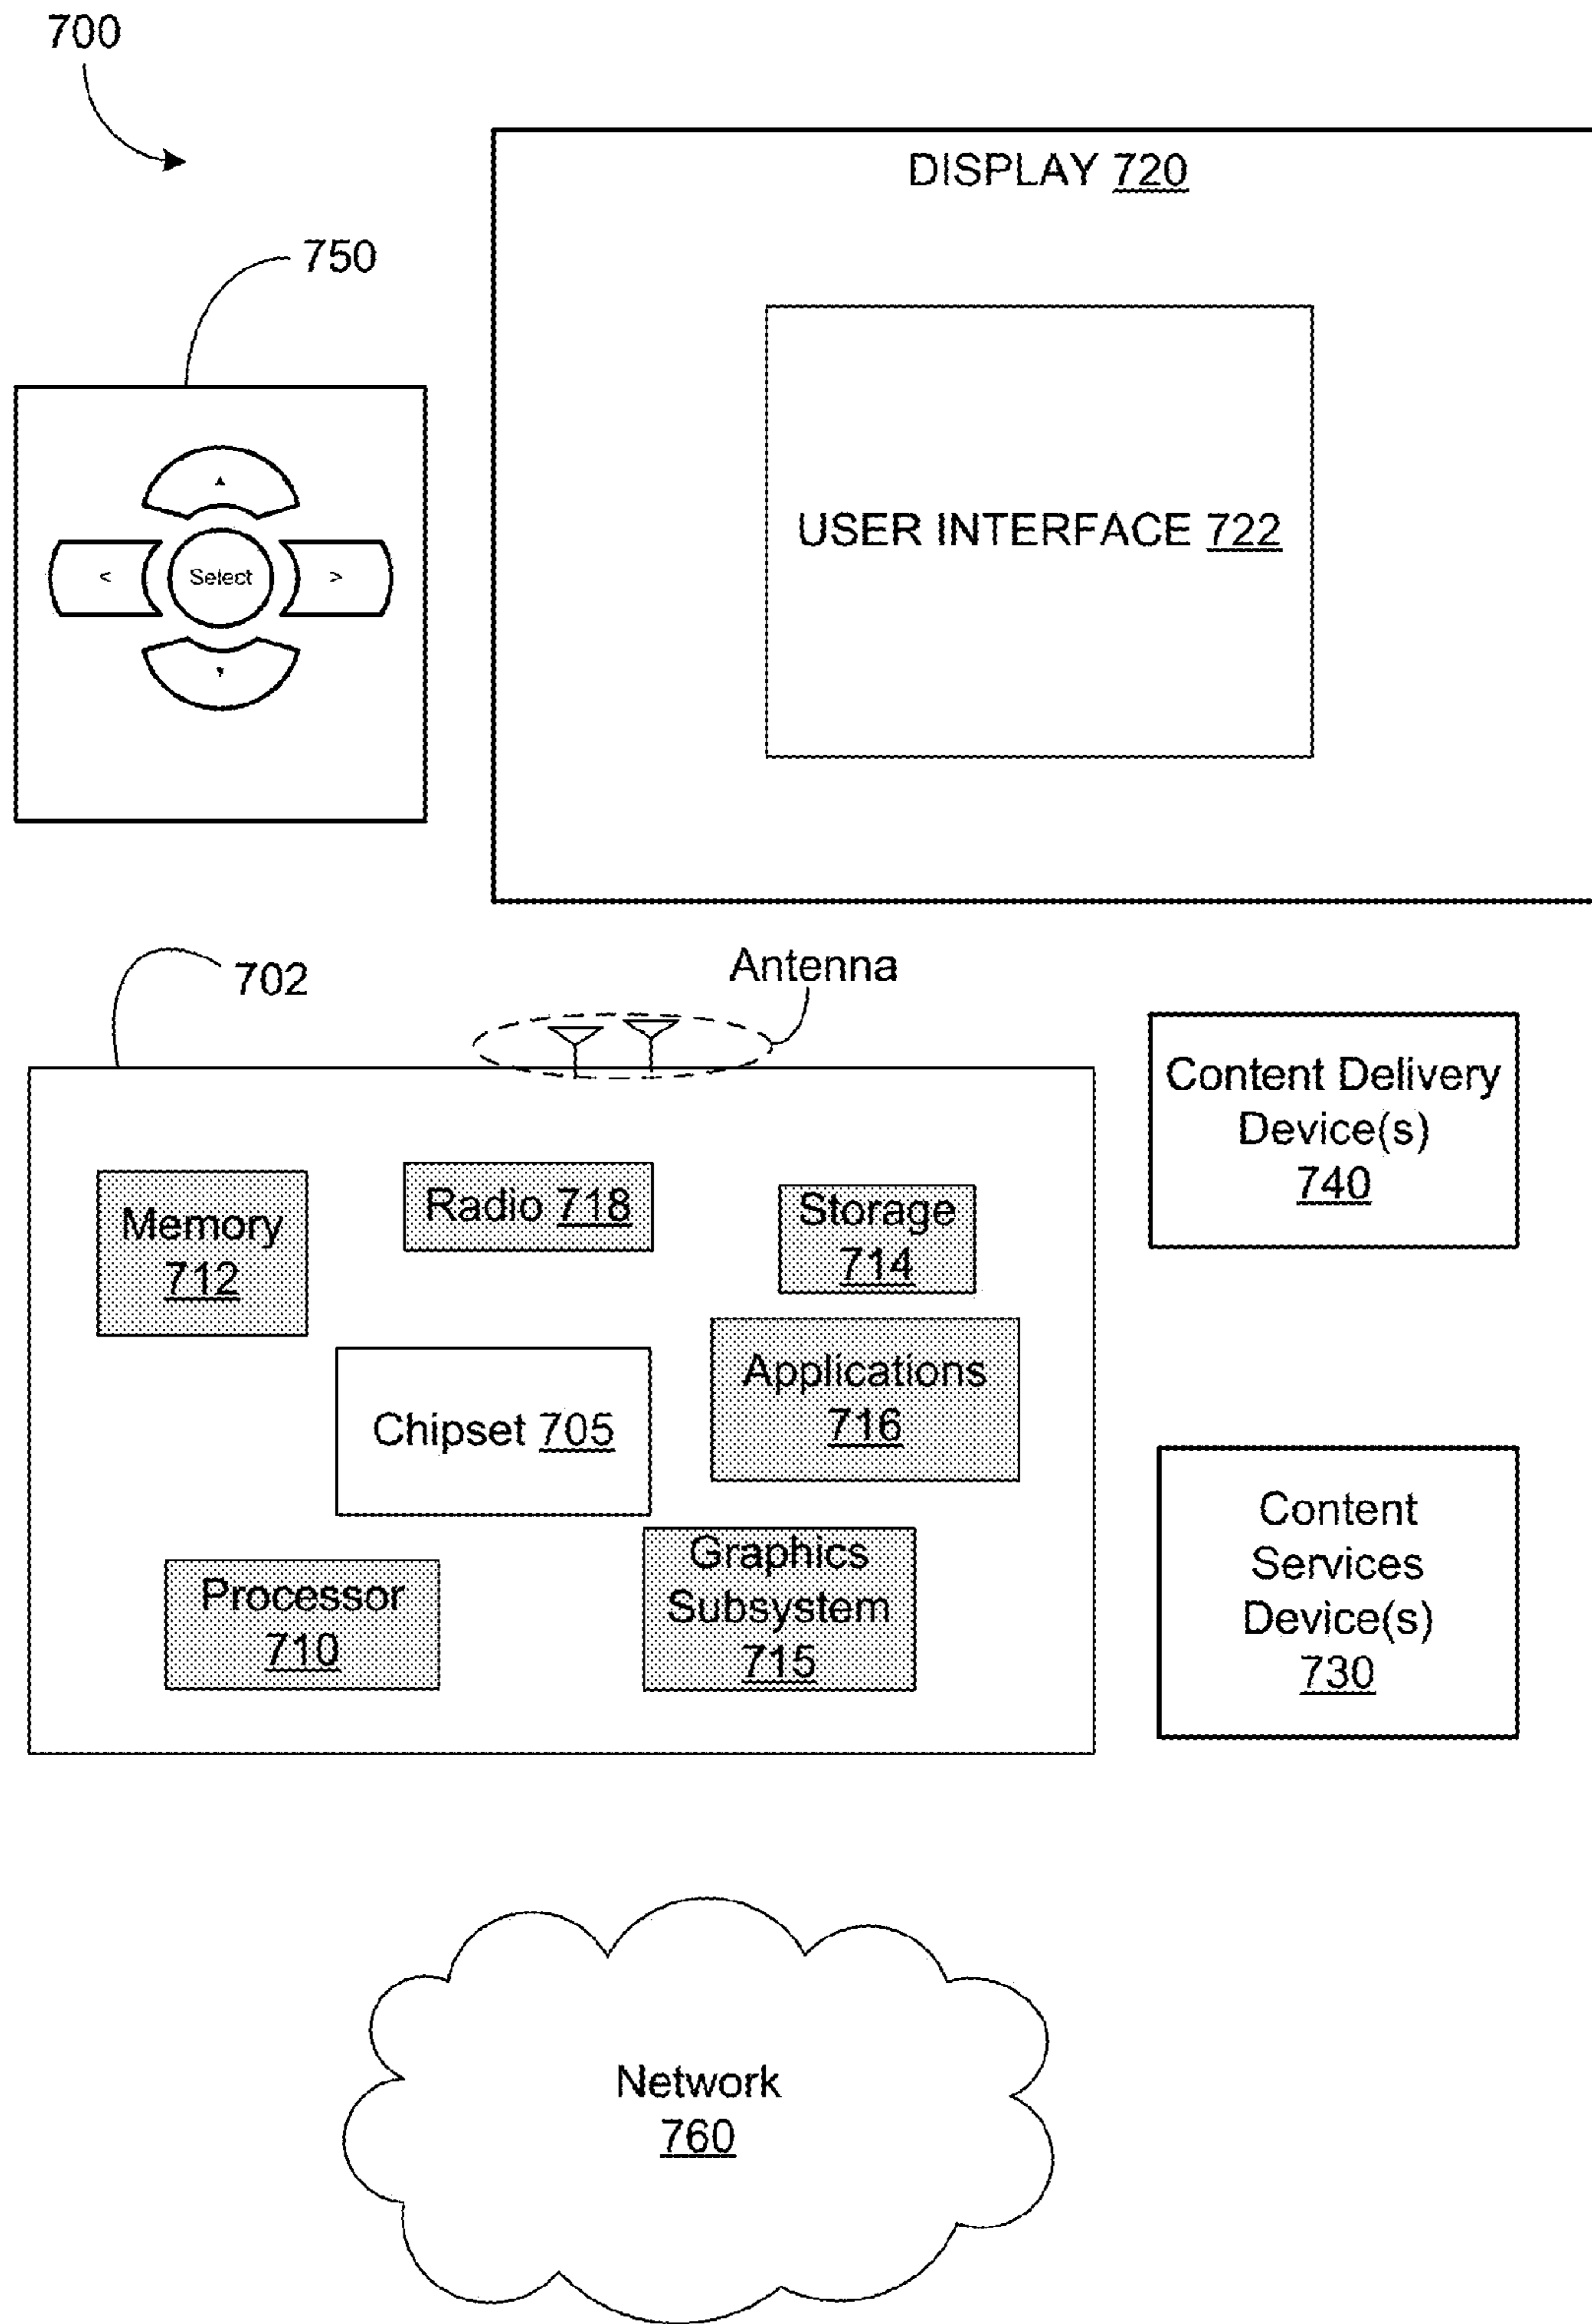 700
DISPLAY 720
750
USER INTERFACE 722
<
Select
>
702
Antenna
Content Delivery
Device(s)
740
Memory
712
Radio 718
Storage
714
Applications
716
Chipset 705
Content
Services
Device(s)
730
Processor
710
Graphics
Subsystem
715
Network
760